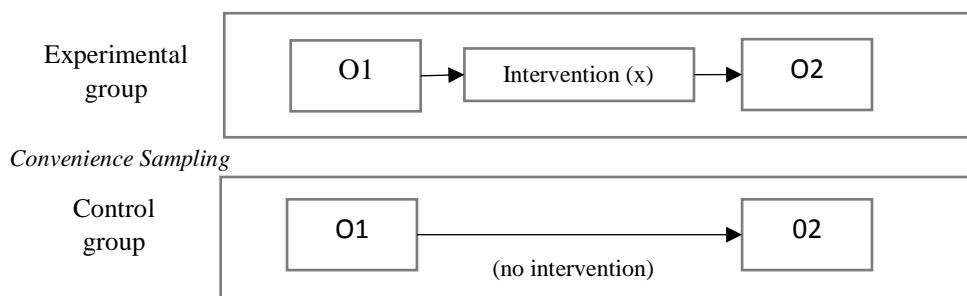 Experimental
group
O1
Intervention (x)
O2
Convenience Sampling
Control
group
O1
02
(no intervention)